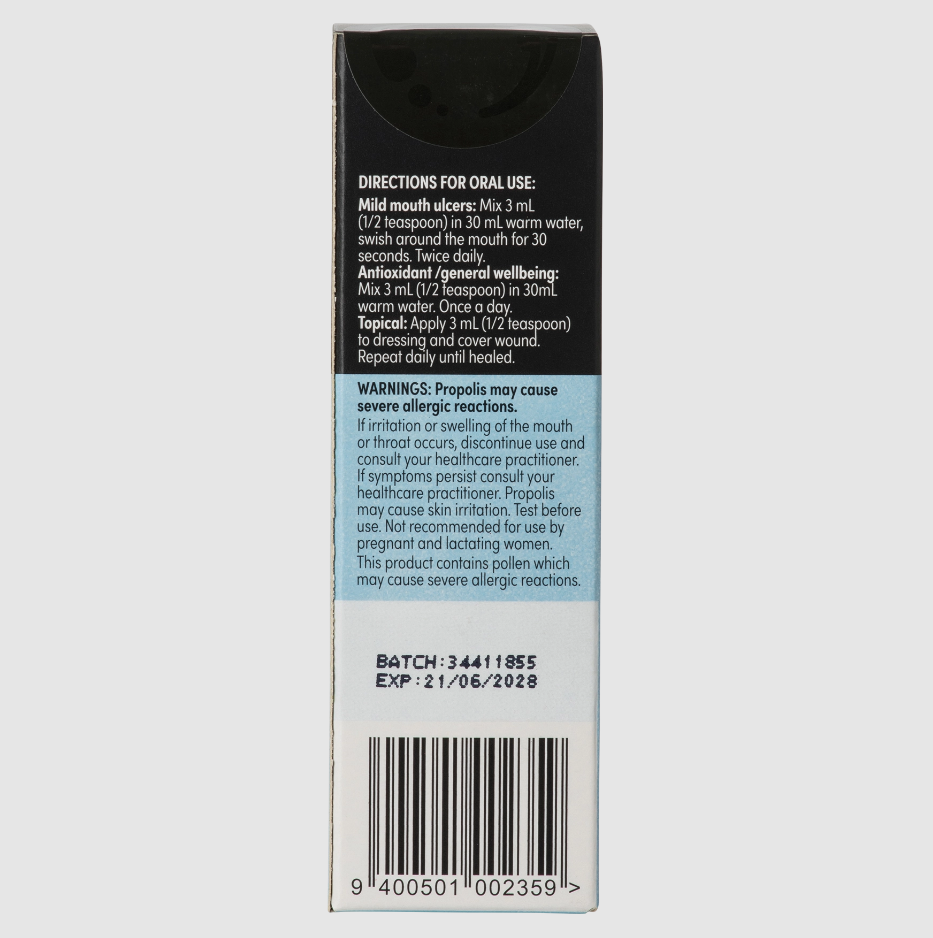 DIRECTIONS FOR ORAL USE:
Mild mouth ulcers: Mix 3 mL
(1/2 teaspoon) in 30 mL warm water,
swish around the mouth for 30
seconds. Twice daily.
Antioxidant /general wellbeing:
Mix 3 mL (1/2 teaspoon) in 30mL
warm water. Once a day.
Topical: Apply 3 mL (1/2 teaspoon)
to dressing and cover wound.
Repeat daily until healed.
WARNINGS: Propolis may cause
severe allergic reactions.
If irritation or swelling of the mouth
or throat occurs, discontinue use and
consult your healthcare practitioner.
If symptoms persist consult your
healthcare practitioner. Propolis
may cause skin irritation. Test before
use. Not recommended for use by
pregnant and lactating women.
This product contains pollen which
may cause severe allergic reactions.
BATCH:34411855
EXP:21/06/2028
9 400501 002359 >